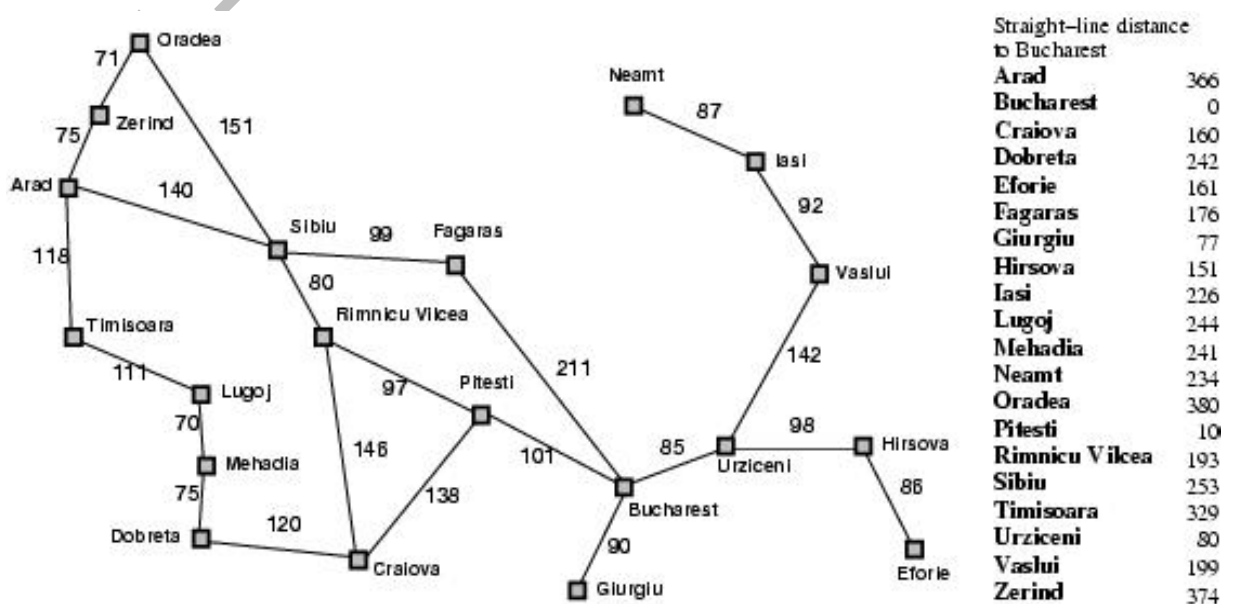 Oradea
71
Neamt
87
Zerind
151
75
Iasi
Arad
140
92
Sibiu
99
Fagaras
118
80
Vaslui
Rimnicu Vilcea
Timisoara
142
111
Lugoj
97
Pitesti
211
70
98
Hirsova
146
85
Urziceni
101
Mehadia
86
75
138
Bucharest
120
Dobreta
90
Craiova
Eforie
Giurgiu
Straight–line distance
to Bucharest
Arad 366
Bucharest 0
Craiova 160
Dobreta 242
Eforie 161
Fagaras 176
Giurgiu 77
Hirsova 151
Iasi 226
Lugoj 244
Mehadia 241
Neamt 234
Oradea 380
Pitesti 10
Rimnicu Vilcea 193
Sibiu 253
Timisoara 329
Urziceni 80
Vaslui 199
Zerind 374